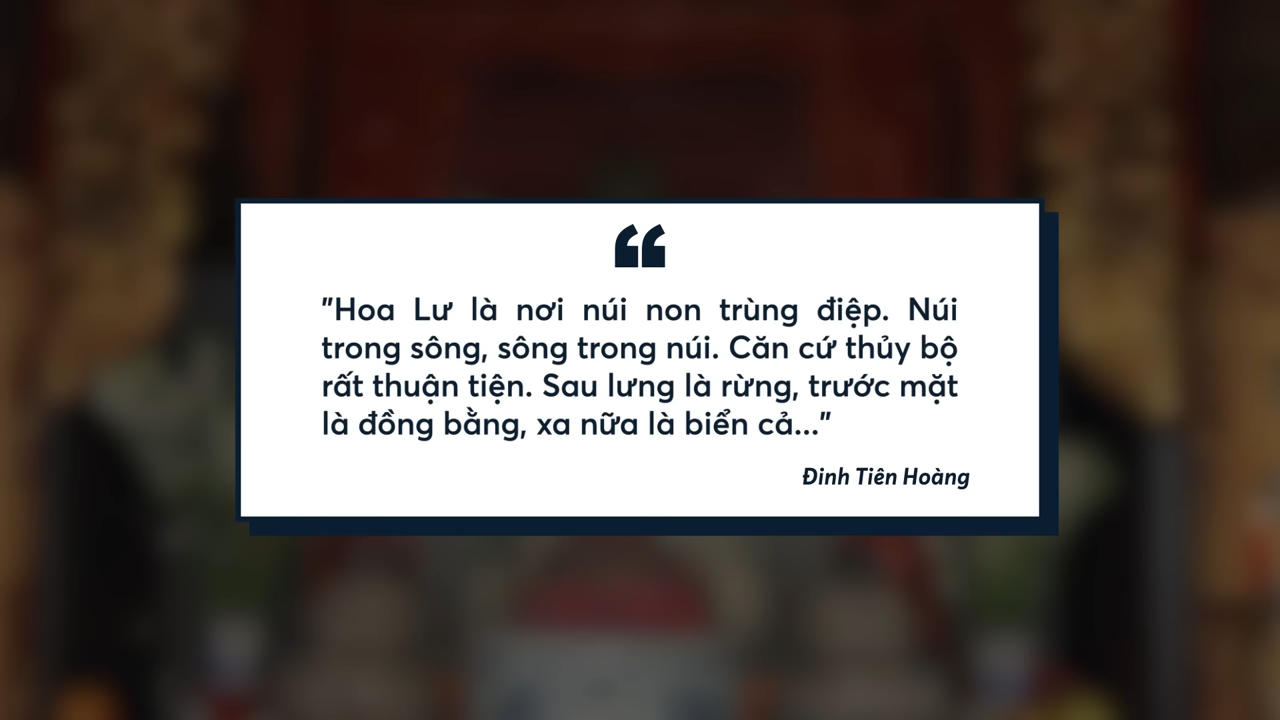 "Hoa Lư là nơi núi non trùng điệp. Núi
trong sông, sông trong núi. Căn cứ thủy bộ
rất thuận tiện. Sau lưng là rừng, trước mặt
là đồng bằng, xa nữa là biển cả..."
Đinh Tiên Hoàng